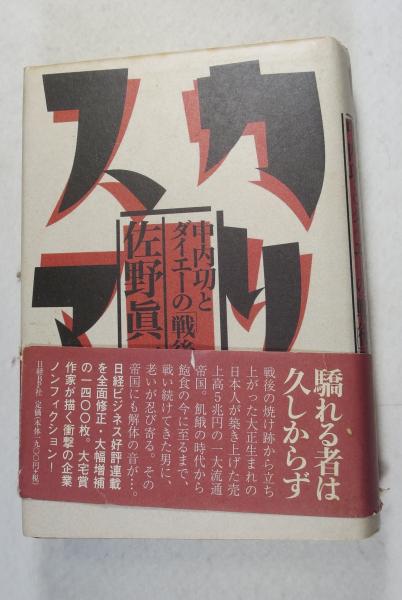 カリ
スマ
中内功と
ダイエーの「戦後
佐野眞
驕れる者は
久しからず
戦後の焼け跡から立ち
上がった大正生まれの
日本人が築き上げた売
上高5兆円の一大流通
帝国。飢餓の時代から
飽食の今に至るまで、
戦い続けてきた男に、
老いが忍び寄る。その
帝国にも解体の音が…。
日経ビジネス好評連載
を全面修正・大幅増補
の一四〇〇枚。大宅賞
作家が描く衝撃の企業
ノンフィクション!
日経BP社 定価(本体一九〇〇円+税)